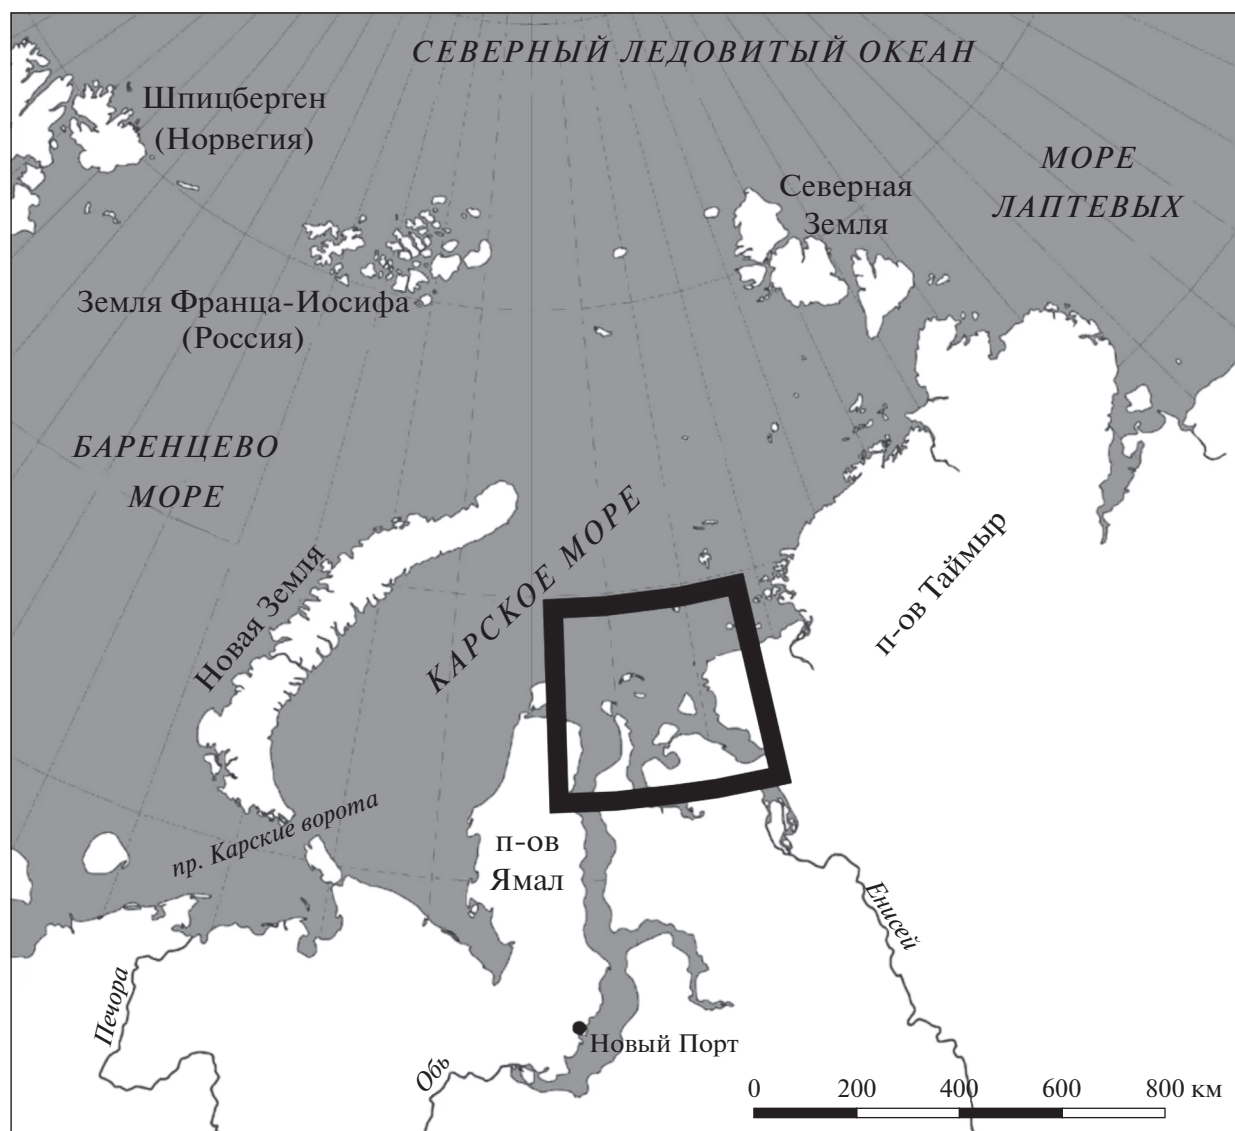 СЕВЕРНЫЙ ЛЕДОВИТЫЙ ОКЕАН
Шпицберген
(Норвегия)
МОРЕ
ЛАПТЕВЫХ
Северная
Земля
Земля Франца-Иосифа
(Россия)
БАРЕНЦЕВО
МОРЕ
Новая Земля
КАРСКОЕ МОРЕ
п-ов Таймыр
пр. Карские ворота
п-ов
Ямал
Енисей
Печора
Обь
Новый Порт
0 200 400 600 800 км